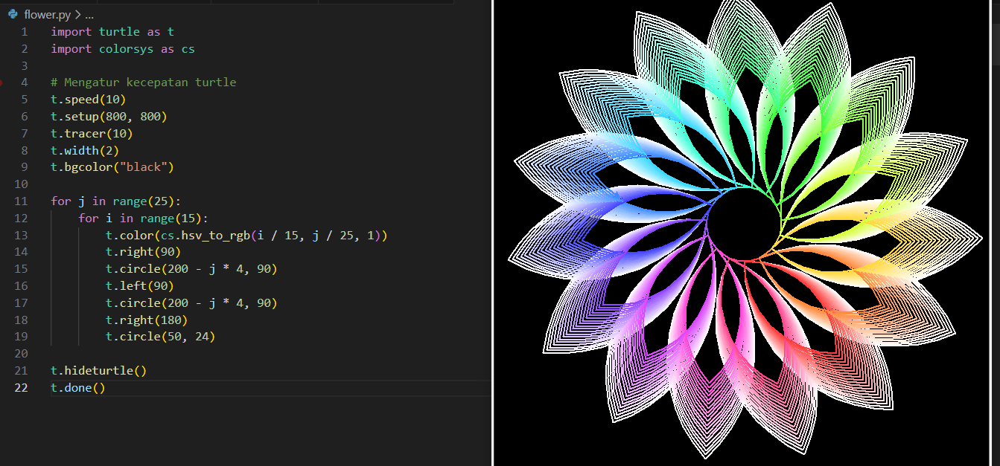 flower.py > ...
1 import turtle as t
2 import colorsys as cs
3
4 # Mengatur kecepatan turtle
5 t.speed(10)
6 t.setup(800, 800)
7 t.tracer(10)
8 t.width(2)
9 t.bgcolor("black")
10
11 for j in range(25):
12     for i in range(15):
13         t.color(cs.hsv_to_rgb(i / 15, j / 25, 1))
14         t.right(90)
15         t.circle(200 - j * 4, 90)
16         t.left(90)
17         t.circle(200 - j * 4, 90)
18         t.right(180)
19         t.circle(50, 24)
20
21 t.hideturtle()
22 t.done()